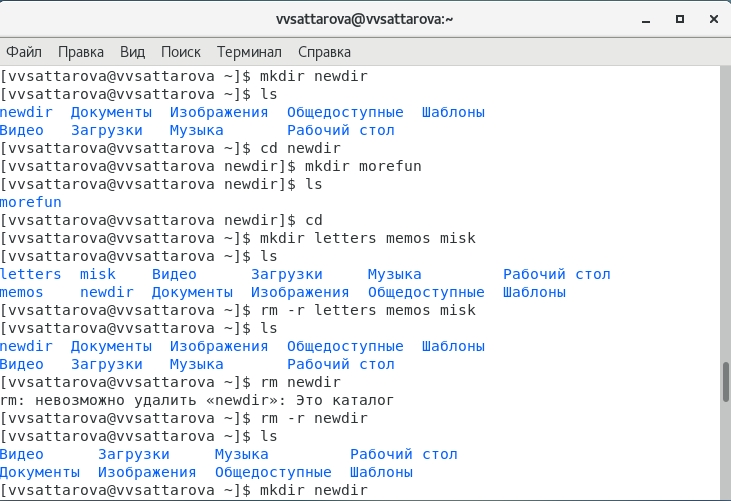 vvsattarova@vvsattarova:~
Файл Правка Вид Поиск Терминал Справка
[vvsattarova@vvsattarova ~]$ mkdir newdir
[vvsattarova@vvsattarova ~]$ ls
newdir  Документы  Изображения  Общедоступные  Шаблоны
Видео   Загрузки   Музыка       Рабочий стол
[vvsattarova@vvsattarova ~]$ cd newdir
[vvsattarova@vvsattarova newdir]$ mkdir morefun
[vvsattarova@vvsattarova newdir]$ ls
morefun
[vvsattarova@vvsattarova newdir]$ cd
[vvsattarova@vvsattarova ~]$ mkdir letters memos misk
[vvsattarova@vvsattarova ~]$ ls
letters  misk    Видео      Загрузки     Музыка         Рабочий стол
memos    newdir  Документы  Изображения  Общедоступные  Шаблоны
[vvsattarova@vvsattarova ~]$ rm -r letters memos misk
[vvsattarova@vvsattarova ~]$ ls
newdir  Документы  Изображения  Общедоступные  Шаблоны
Видео   Загрузки   Музыка       Рабочий стол
[vvsattarova@vvsattarova ~]$ rm newdir
rm: невозможно удалить «newdir»: Это каталог
[vvsattarova@vvsattarova ~]$ rm -r newdir
[vvsattarova@vvsattarova ~]$ ls
Видео      Загрузки     Музыка         Рабочий стол
Документы  Изображения  Общедоступные  Шаблоны
[vvsattarova@vvsattarova ~]$ mkdir newdir